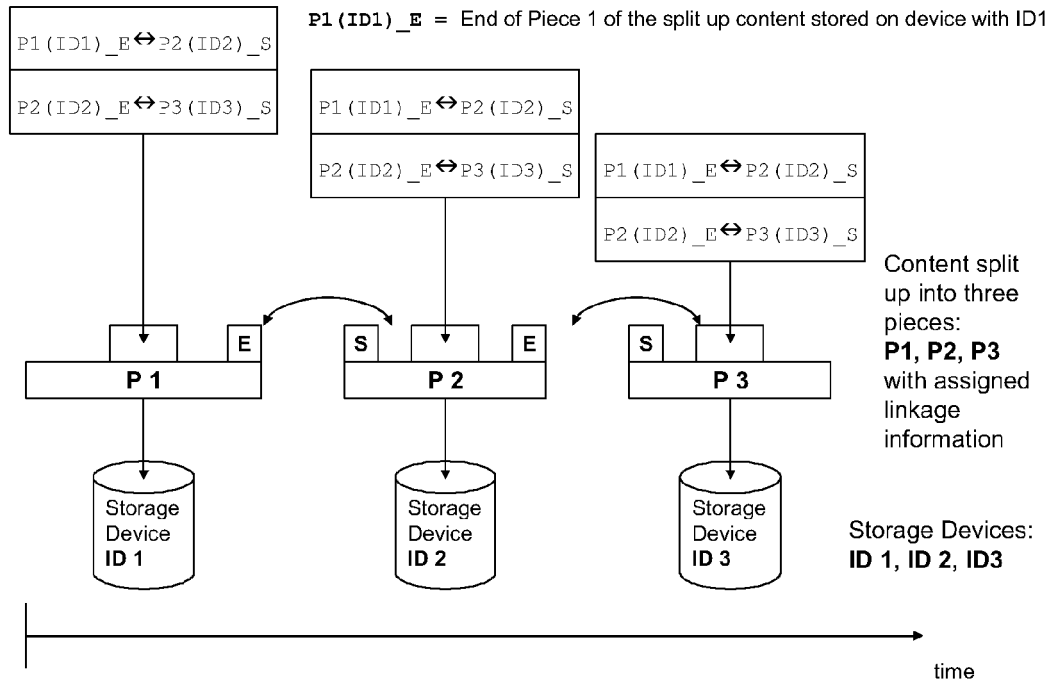 P1(ID1)_E = End of Piece 1 of the split up content stored on device with ID1
P1(ID1)_E⇔P2(ID2)_S
P2(ID2)_E⇔P3(ID3)_S
P1(ID1)_E⇔P2(ID2)_S
P2(ID2)_E⇔P3(ID3)_S
P1(ID1)_E⇔P2(ID2)_S
P2(ID2)_E⇔P3(ID3)_S
Content split
up into three
pieces:
P1, P2, P3
with assigned
linkage
information
E
S
E
S
P 1
P 2
P 3
Storage
Device
ID 1
Storage
Device
ID 2
Storage
Device
ID 3
Storage Devices:
ID 1, ID 2, ID3
time